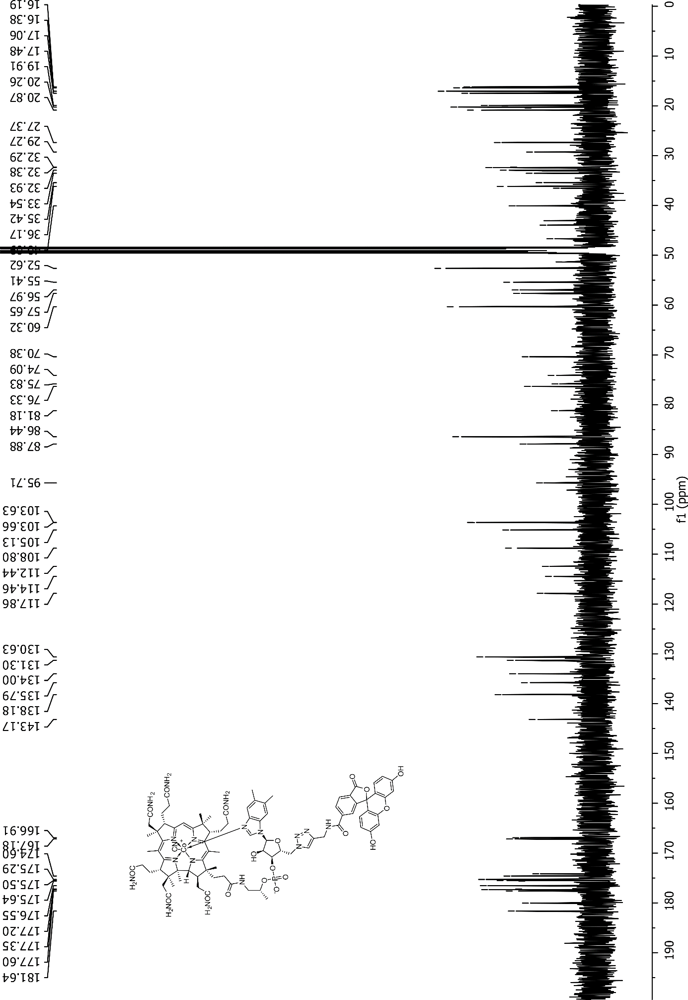 16.19
16.38
17.06
17.48
19.91
20.26
20.87
27.37
29.27
32.29
32.38
32.93
33.54
35.42
36.17
52.62
55.41
56.97
57.65
60.32
70.38
74.09
75.83
76.33
81.18
86.44
87.88
95.71
103.63
103.66
105.13
108.80
112.44
114.46
117.86
130.63
131.30
134.00
135.79
138.18
143.17
166.91
167.18
174.60
175.29
175.50
175.64
176.55
177.20
177.35
177.60
181.64
CONH2
CONH2
CONH2
H2NOC
H2NOC
H2NOC
N
CN
Co+
N
N
N
H
N
N
HO
O
O
NH
O
O
P
O
O-
N
N
N
NH
O
O
O
OH
O
HO
0
10
20
30
40
50
60
70
80
90
100
110
120
130
140
150
160
170
180
190
f1 (ppm)